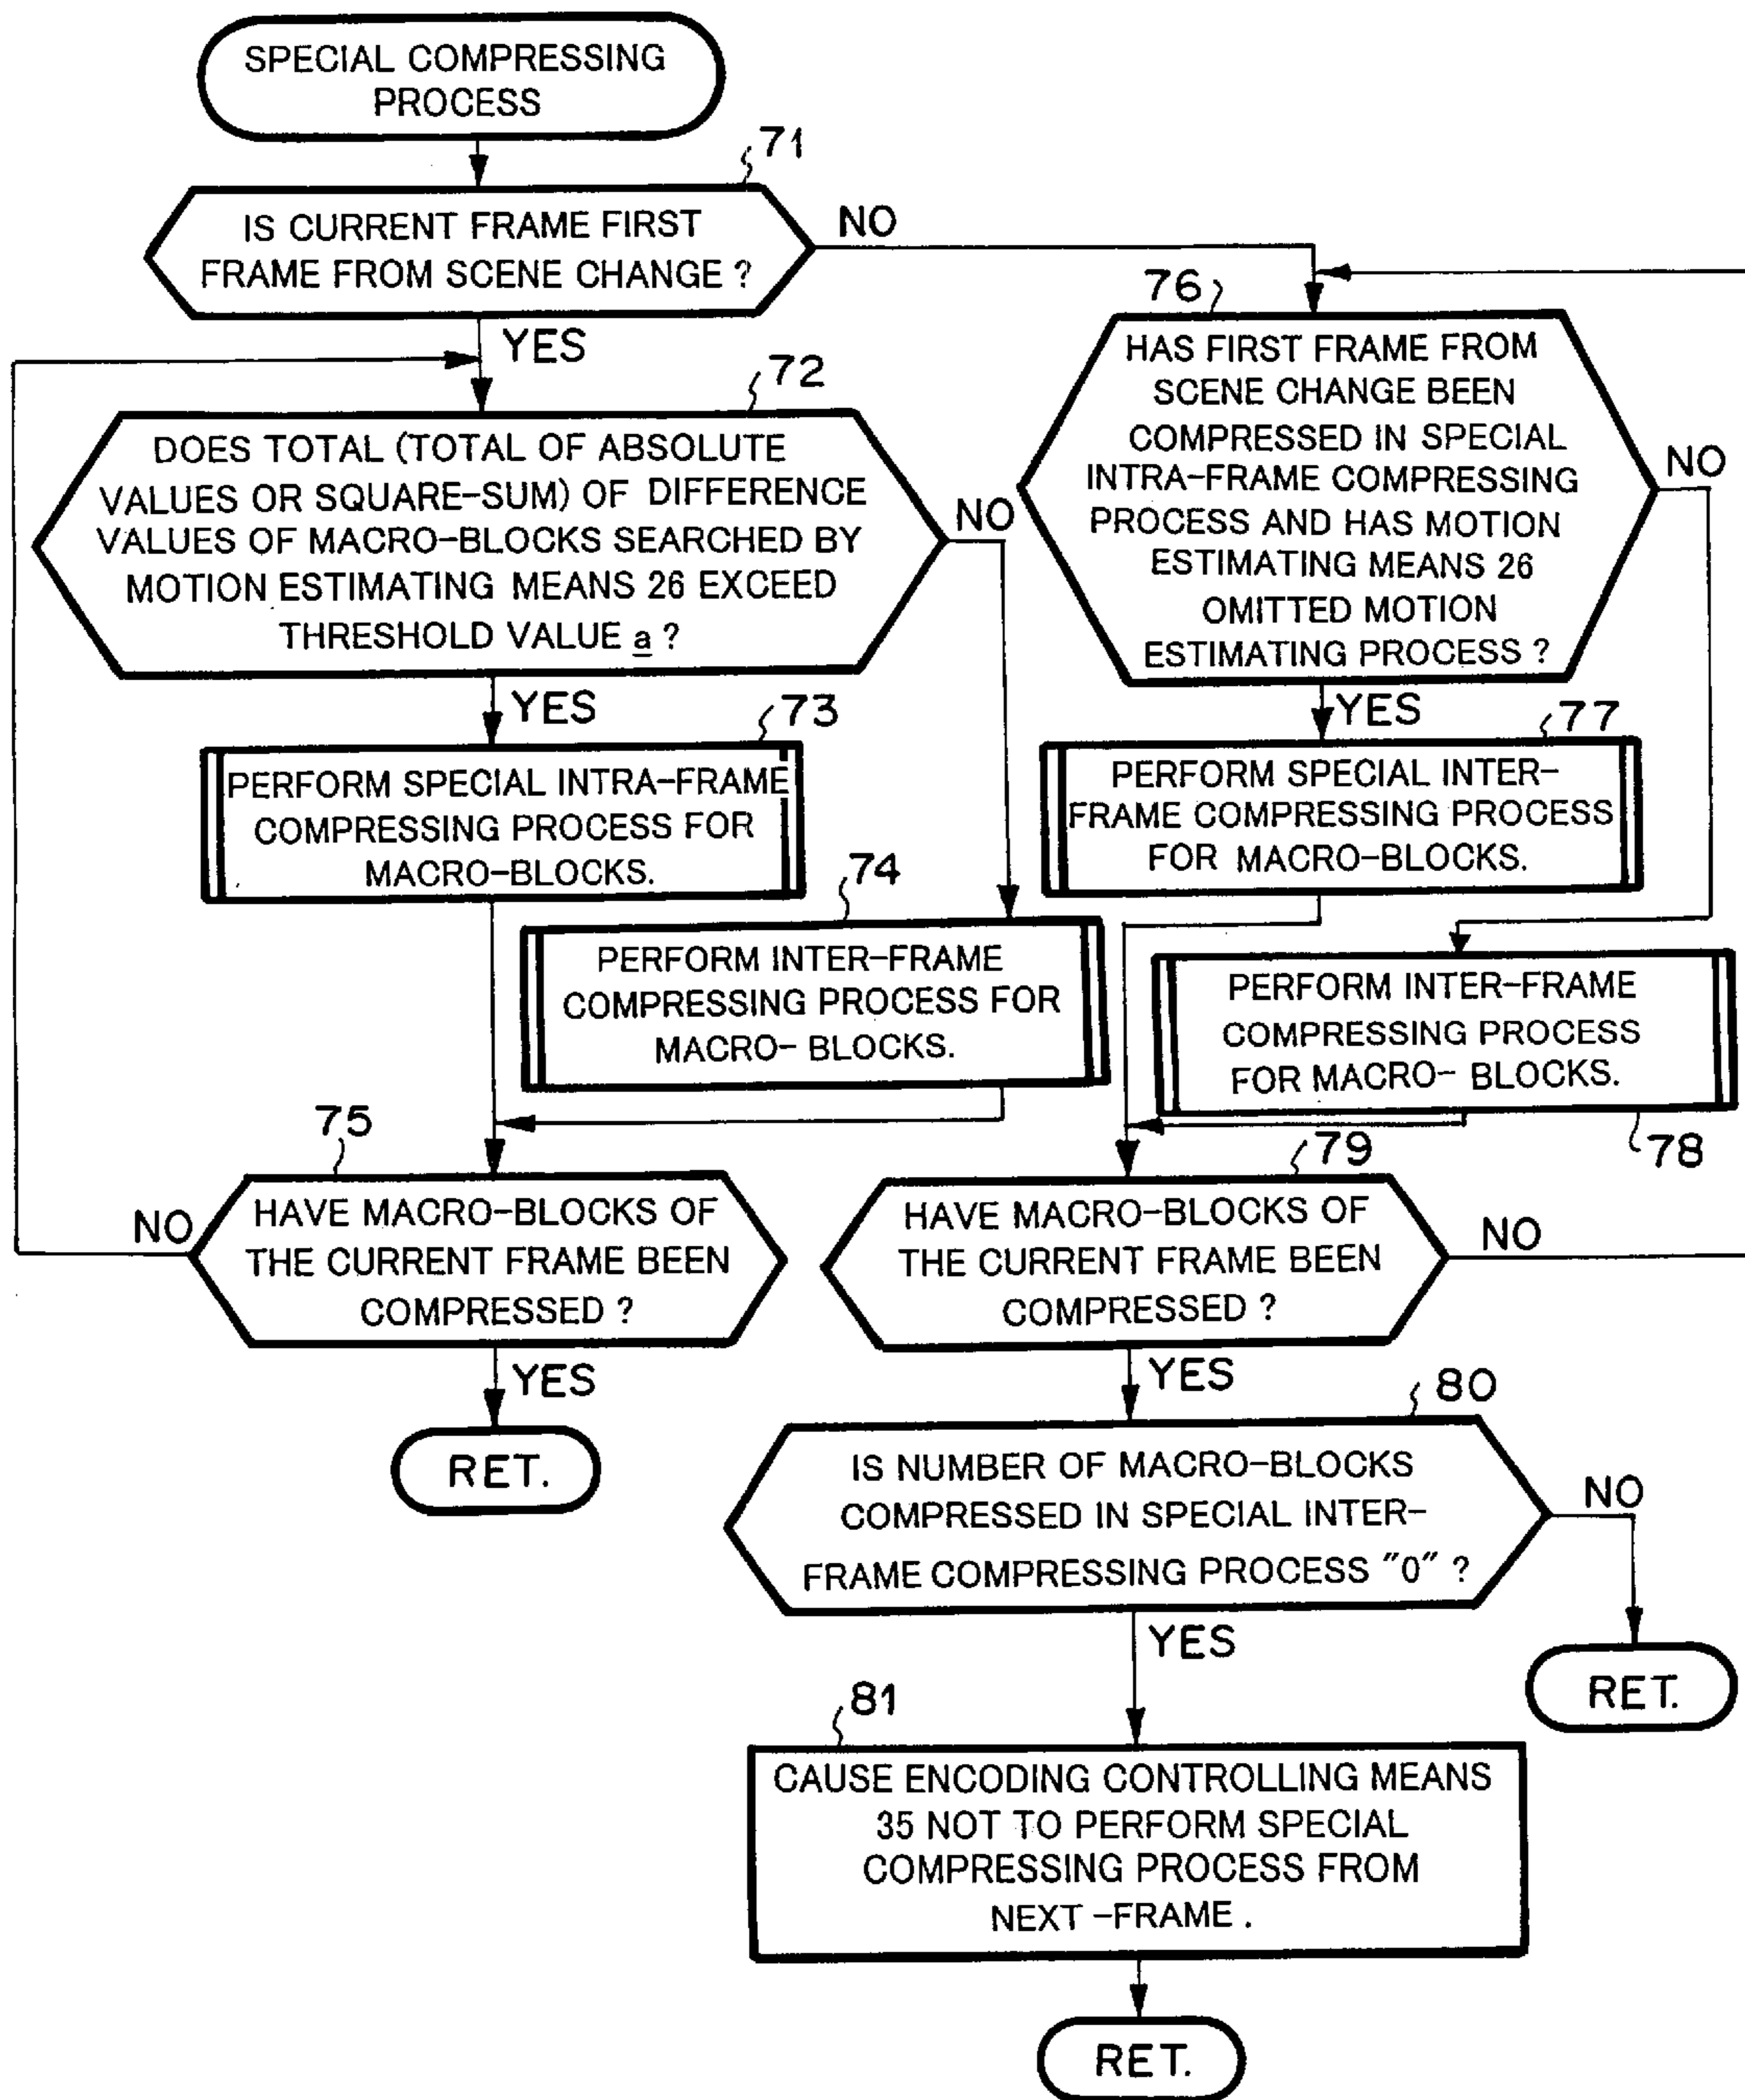 SPECIAL COMPRESSING
PROCESS
71
IS CURRENT FRAME FIRST
FRAME FROM SCENE CHANGE ?
NO
YES
72
DOES TOTAL (TOTAL OF ABSOLUTE
VALUES OR SQUARE-SUM) OF DIFFERENCE
VALUES OF MACRO-BLOCKS SEARCHED BY
MOTION ESTIMATING MEANS 26 EXCEED
THRESHOLD VALUE a ?
NO
YES
73
PERFORM SPECIAL INTRA-FRAME
COMPRESSING PROCESS FOR
MACRO-BLOCKS.
74
PERFORM INTER-FRAME
COMPRESSING PROCESS FOR
MACRO- BLOCKS.
75
HAVE MACRO-BLOCKS OF
THE CURRENT FRAME BEEN
COMPRESSED ?
NO
YES
RET.
76
HAS FIRST FRAME FROM
SCENE CHANGE BEEN
COMPRESSED IN SPECIAL
INTRA-FRAME COMPRESSING
PROCESS AND HAS MOTION
ESTIMATING MEANS 26
OMITTED MOTION
ESTIMATING PROCESS ?
NO
YES
77
PERFORM SPECIAL INTER-
FRAME COMPRESSING PROCESS
FOR MACRO-BLOCKS.
PERFORM INTER-FRAME
COMPRESSING PROCESS
FOR MACRO- BLOCKS.
78
79
HAVE MACRO-BLOCKS OF
THE CURRENT FRAME BEEN
COMPRESSED ?
NO
YES
80
IS NUMBER OF MACRO-BLOCKS
COMPRESSED IN SPECIAL INTER-
FRAME COMPRESSING PROCESS "0" ?
NO
RET.
YES
81
CAUSE ENCODING CONTROLLING MEANS
35 NOT TO PERFORM SPECIAL
COMPRESSING PROCESS FROM
NEXT -FRAME .
RET.